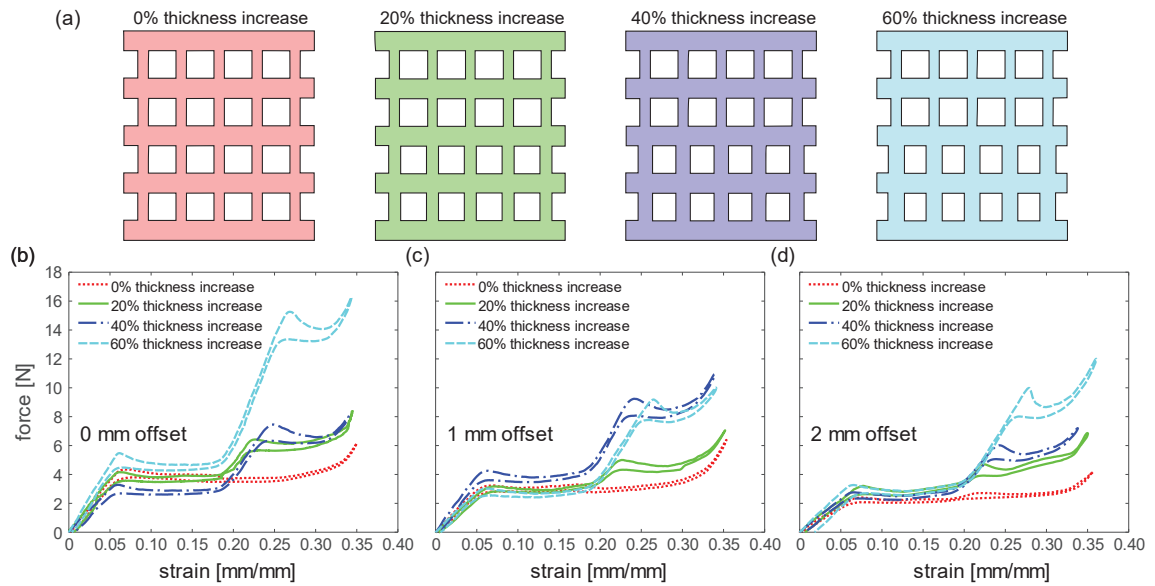 (a)
0% thickness increase
20% thickness increase
40% thickness increase
60% thickness increase
(b)
(c)
(d)
18
16
14
12
10
8
6
4
2
0
force [N]
0% thickness increase
20% thickness increase
40% thickness increase
60% thickness increase
0 mm offset
0 0.05 0.10 0.15 0.20 0.25 0.30 0.35 0.40
strain [mm/mm]
0% thickness increase
20% thickness increase
40% thickness increase
60% thickness increase
1 mm offset
0 0.05 0.10 0.15 0.20 0.25 0.30 0.35 0.40
strain [mm/mm]
0% thickness increase
20% thickness increase
40% thickness increase
60% thickness increase
2 mm offset
0 0.05 0.10 0.15 0.20 0.25 0.30 0.35 0.40
strain [mm/mm]